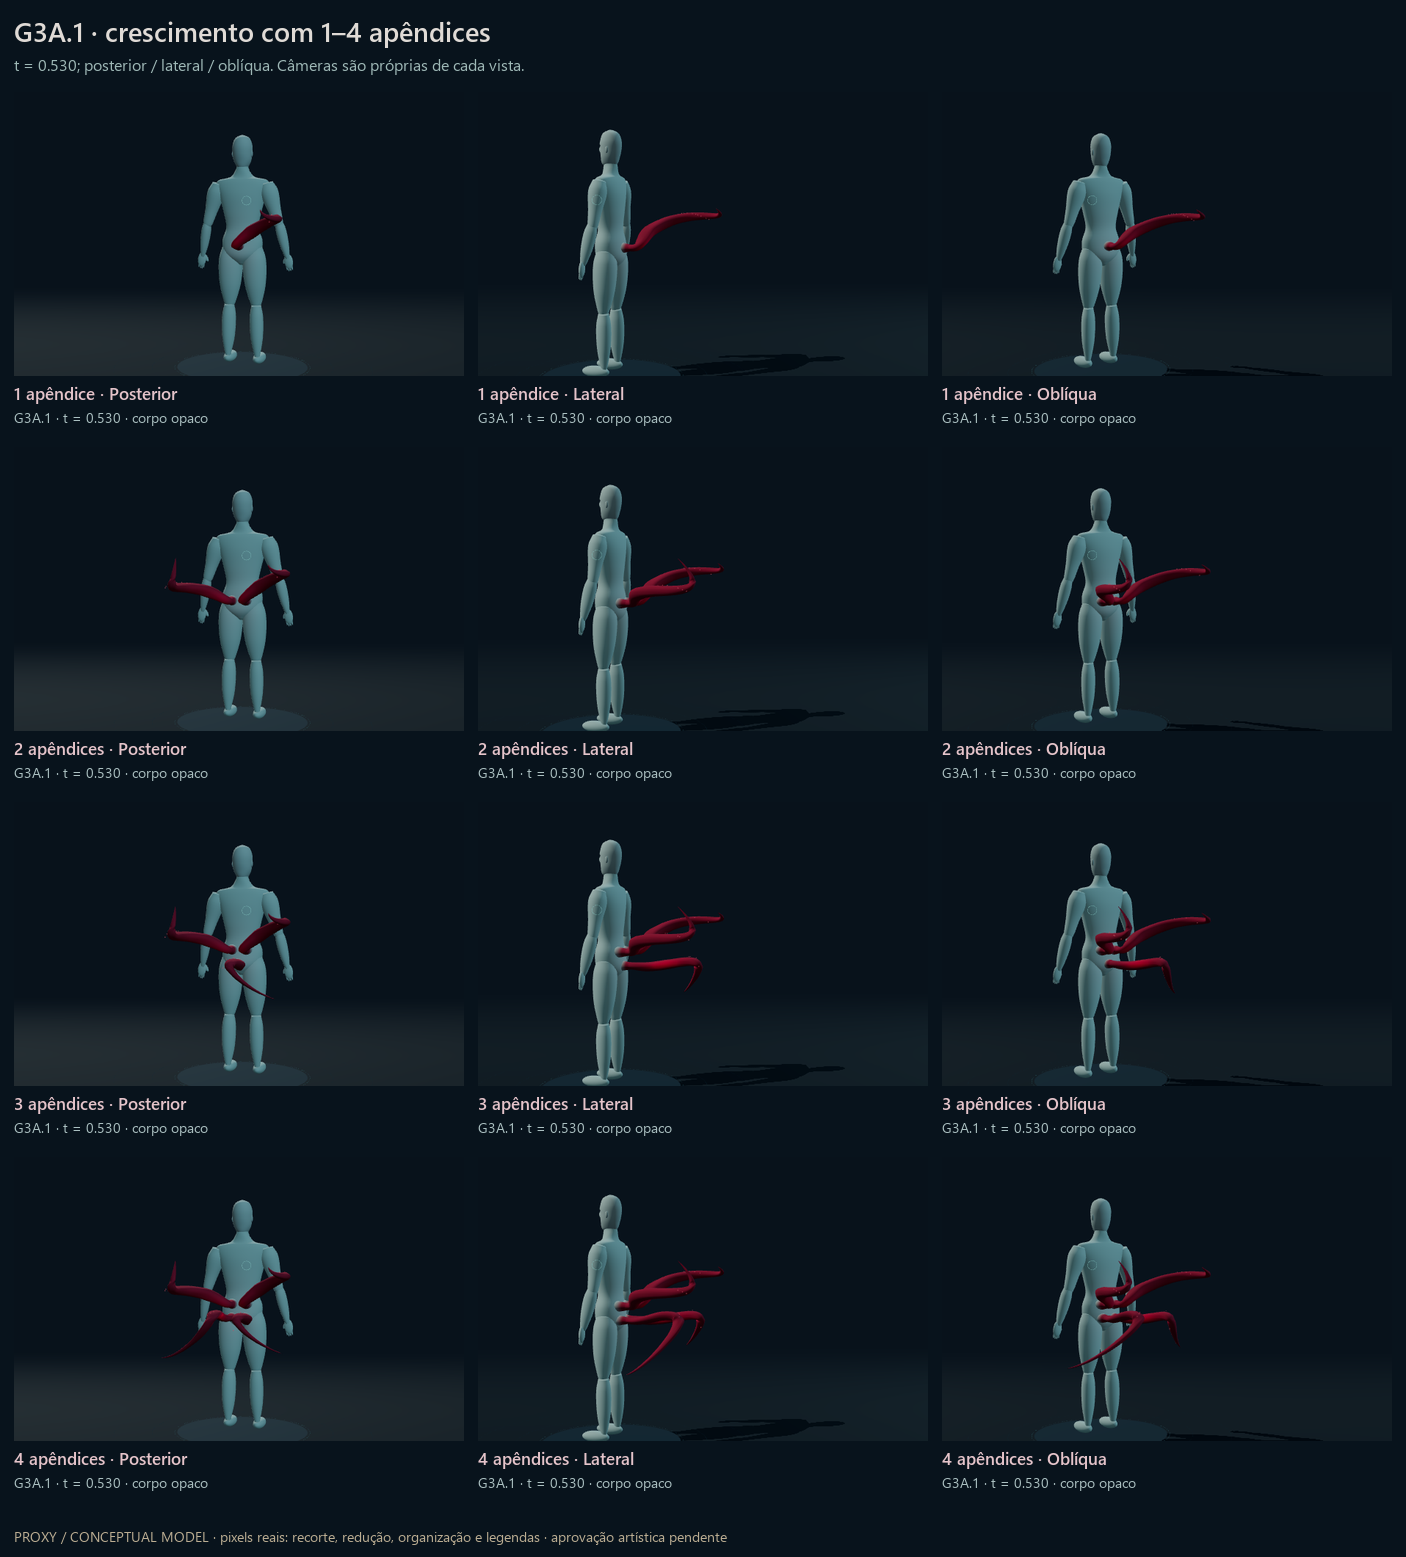 G3A.1 · crescimento com 1–4 apêndices
t = 0.530; posterior / lateral / oblíqua. Câmeras são próprias de cada vista.
1 apêndice · Posterior
G3A.1 · t = 0.530 · corpo opaco
1 apêndice · Lateral
G3A.1 · t = 0.530 · corpo opaco
1 apêndice · Oblíqua
G3A.1 · t = 0.530 · corpo opaco
2 apêndices · Posterior
G3A.1 · t = 0.530 · corpo opaco
2 apêndices · Lateral
G3A.1 · t = 0.530 · corpo opaco
2 apêndices · Oblíqua
G3A.1 · t = 0.530 · corpo opaco
3 apêndices · Posterior
G3A.1 · t = 0.530 · corpo opaco
3 apêndices · Lateral
G3A.1 · t = 0.530 · corpo opaco
3 apêndices · Oblíqua
G3A.1 · t = 0.530 · corpo opaco
4 apêndices · Posterior
G3A.1 · t = 0.530 · corpo opaco
4 apêndices · Lateral
G3A.1 · t = 0.530 · corpo opaco
4 apêndices · Oblíqua
G3A.1 · t = 0.530 · corpo opaco
PROXY / CONCEPTUAL MODEL · pixels reais: recorte, redução, organização e legendas · aprovação artística pendente